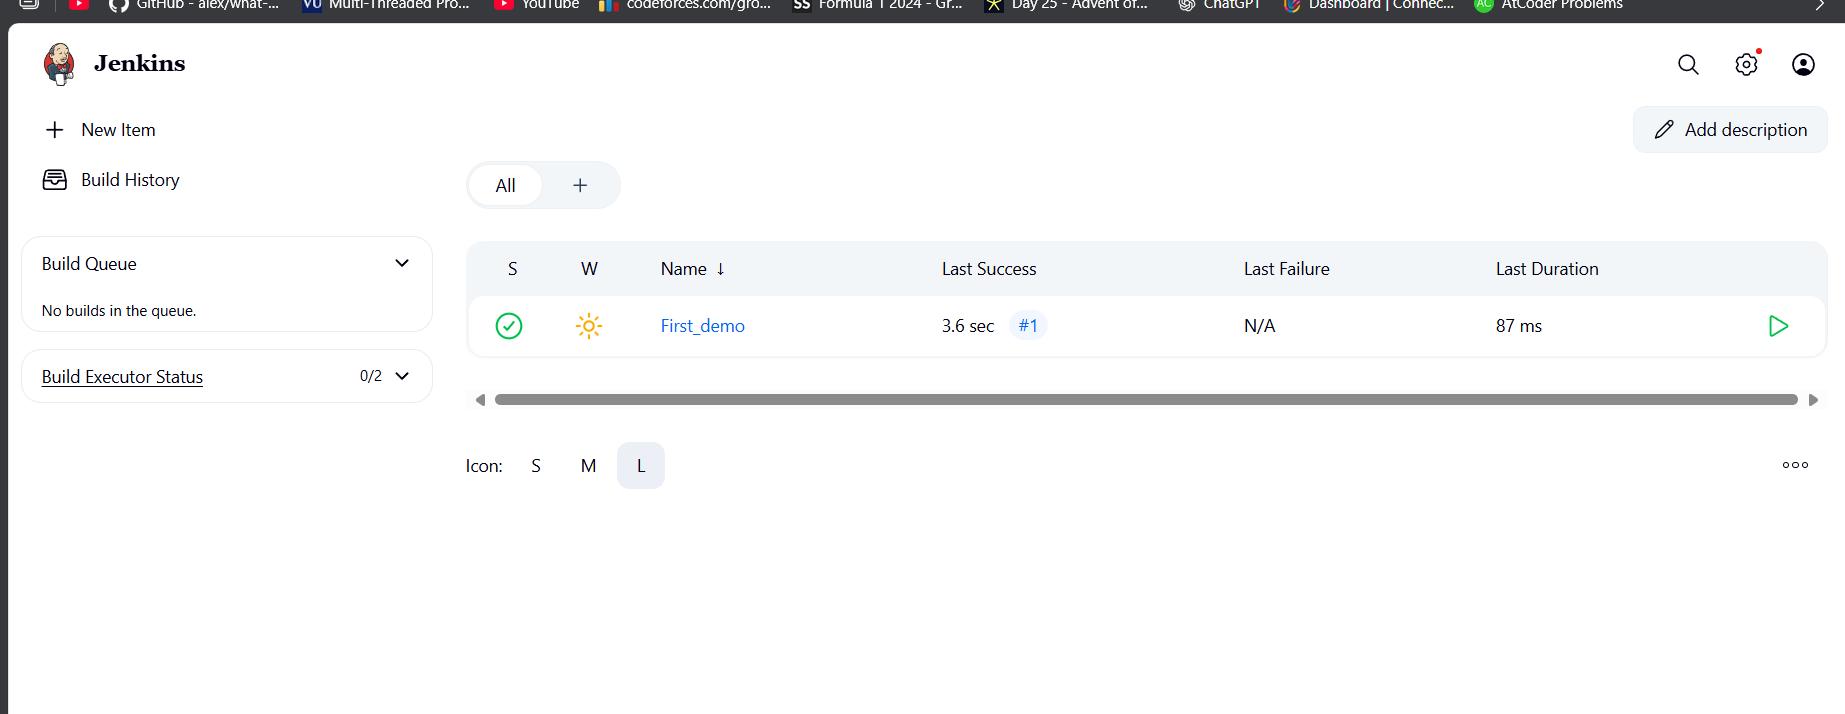 GitHub - alex/what-...
VU Multi-Threaded Pro...
YouTube
codeforces.com/gro...
SS Formula 1 2024 - Gr...
Day 25 - Advent of...
ChatGPT
Dashboard | Connec...
AC AtCoder Problems
Jenkins
New Item
Add description
Build History
All +
Build Queue
No builds in the queue.
Build Executor Status 0/2
S W Name ↓ Last Success Last Failure Last Duration
First_demo 3.6 sec #1 N/A 87 ms
Icon: S M L